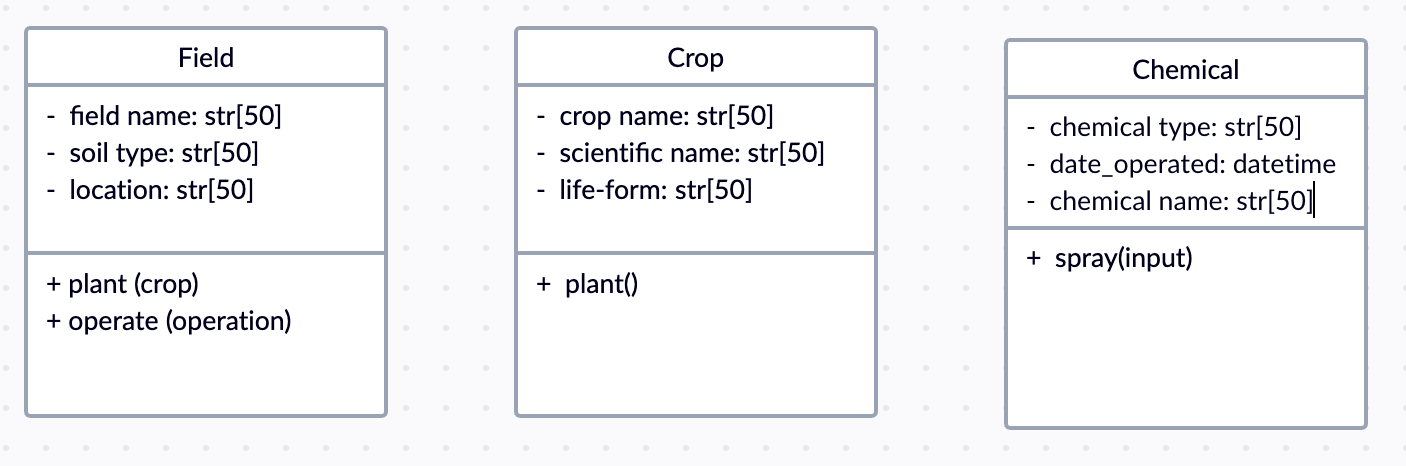 Field
- field name: str[50]
- soil type: str[50]
- location: str[50]
+ plant (crop)
+ operate (operation)
Crop
- crop name: str[50]
- scientific name: str[50]
- life-form: str[50]
+ plant()
Chemical
- chemical type: str[50]
- date_operated: datetime
- chemical name: str[50]
+ spray(input)